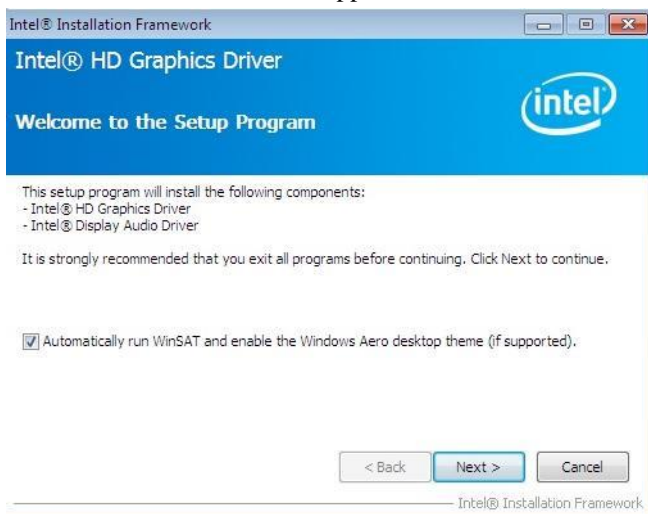 Intel® Installation Framework
Intel® HD Graphics Driver
intel
Welcome to the Setup Program
This setup program will install the following components:
- Intel® HD Graphics Driver
- Intel® Display Audio Driver
It is strongly recommended that you exit all programs before continuing. Click Next to continue.
Automatically run WinSAT and enable the Windows Aero desktop theme (if supported).
< Back Next > Cancel
Intel® Installation Framework